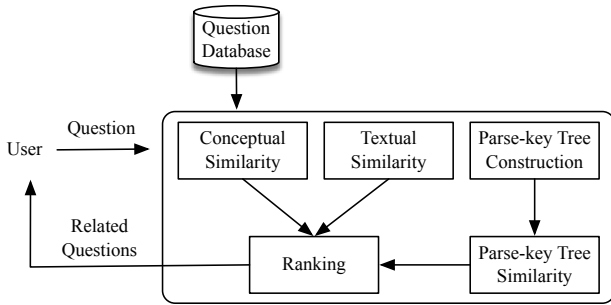 Question
Database
Question
User
Conceptual
Similarity
Textual
Similarity
Parse-key Tree
Construction
Related
Questions
Ranking
Parse-key Tree
Similarity